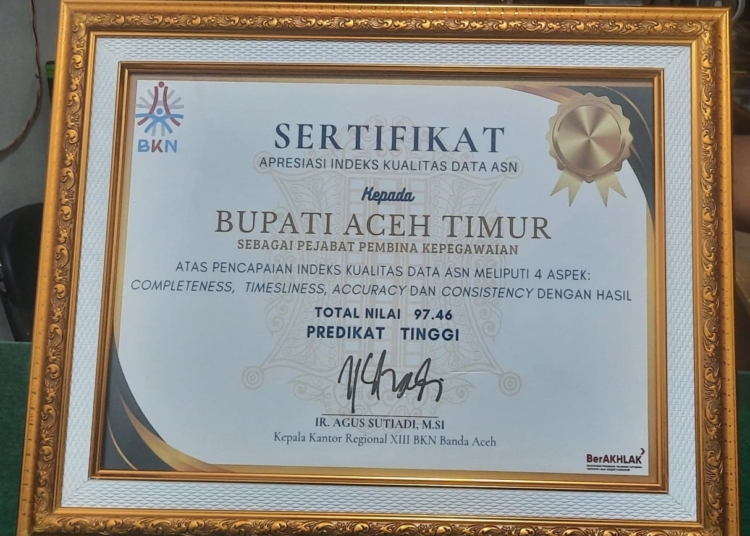 BKN
SERTIFIKAT
APRESIASI INDEKS KUALITAS DATA ASN
Kepada
BUPATI ACEH TIMUR
SEBAGAI PEJABAT PEMBINA KEPEGAWAIAN
ATAS PENCAPAIAN INDEKS KUALITAS DATA ASN MELIPUTI 4 ASPEK:
COMPLETENESS, TIMESLINESS, ACCURACY DAN CONSISTENCY DENGAN HASIL
TOTAL NILAI 97.46
PREDIKAT TINGGI
IR. AGUS SUTIADI, M.SI
Kepala Kantor Regional XIII BKN Banda Aceh
BerAKHLAK